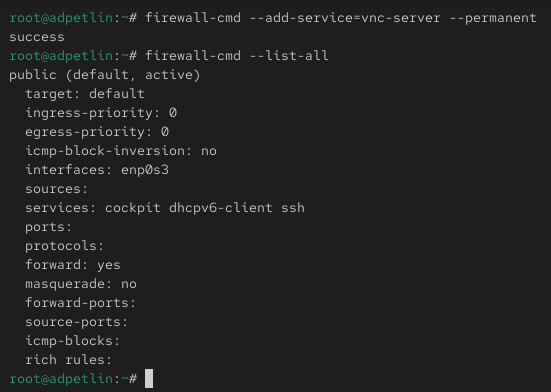 root@adpetlin:~# firewall-cmd --add-service=vnc-server --permanent
success
root@adpetlin:~# firewall-cmd --list-all
public (default, active)
  target: default
  ingress-priority: 0
  egress-priority: 0
  icmp-block-inversion: no
  interfaces: enp0s3
  sources:
  services: cockpit dhcpv6-client ssh
  ports:
  protocols:
  forward: yes
  masquerade: no
  forward-ports:
  source-ports:
  icmp-blocks:
  rich rules:
root@adpetlin:~#